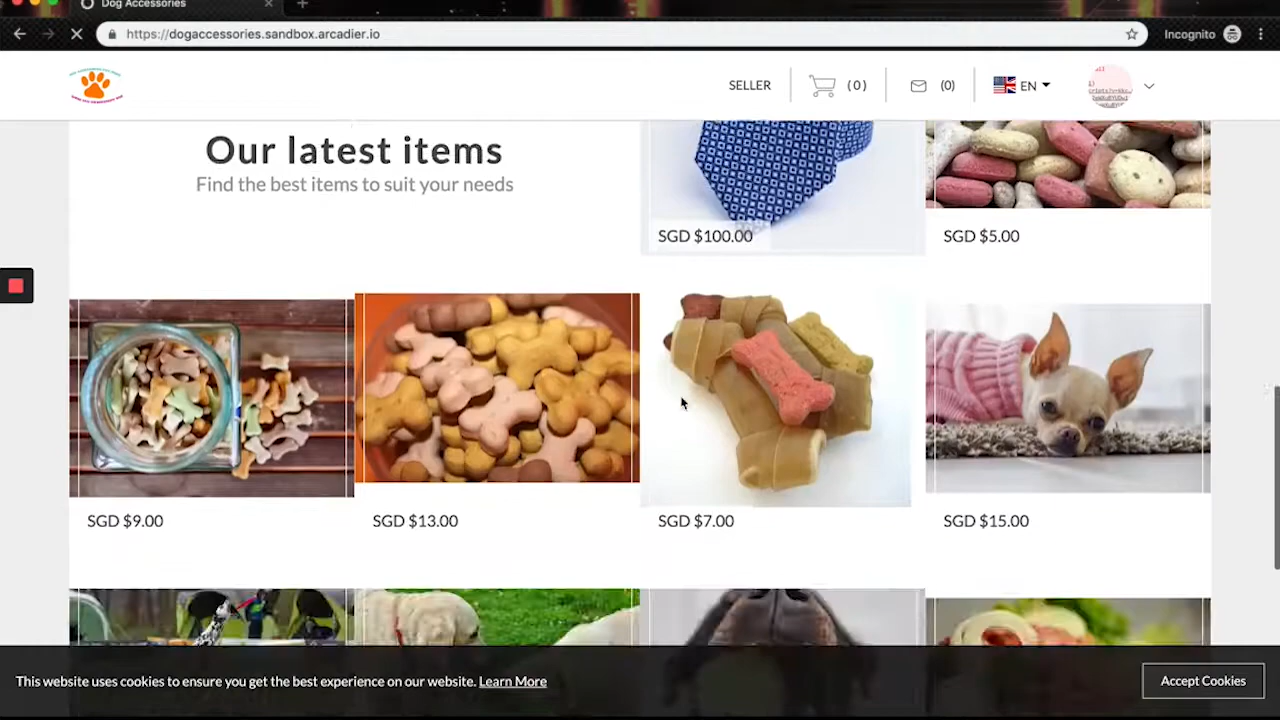 Dog Accessories
https://dogaccessories.sandbox.arcadier.io
Incognito
SELLER
(0)
(0)
EN
Our latest items
Find the best items to suit your needs
SGD $100.00
SGD $5.00
SGD $9.00
SGD $13.00
SGD $7.00
SGD $15.00
This website uses cookies to ensure you get the best experience on our website. Learn More
Accept Cookies